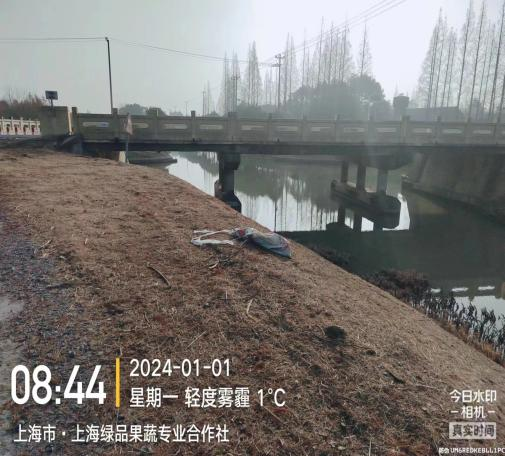 08:44
2024-01-01
星期一 轻度雾霾 1℃
上海市·上海绿品果蔬专业合作社
今日水印
-相机-
真实时间